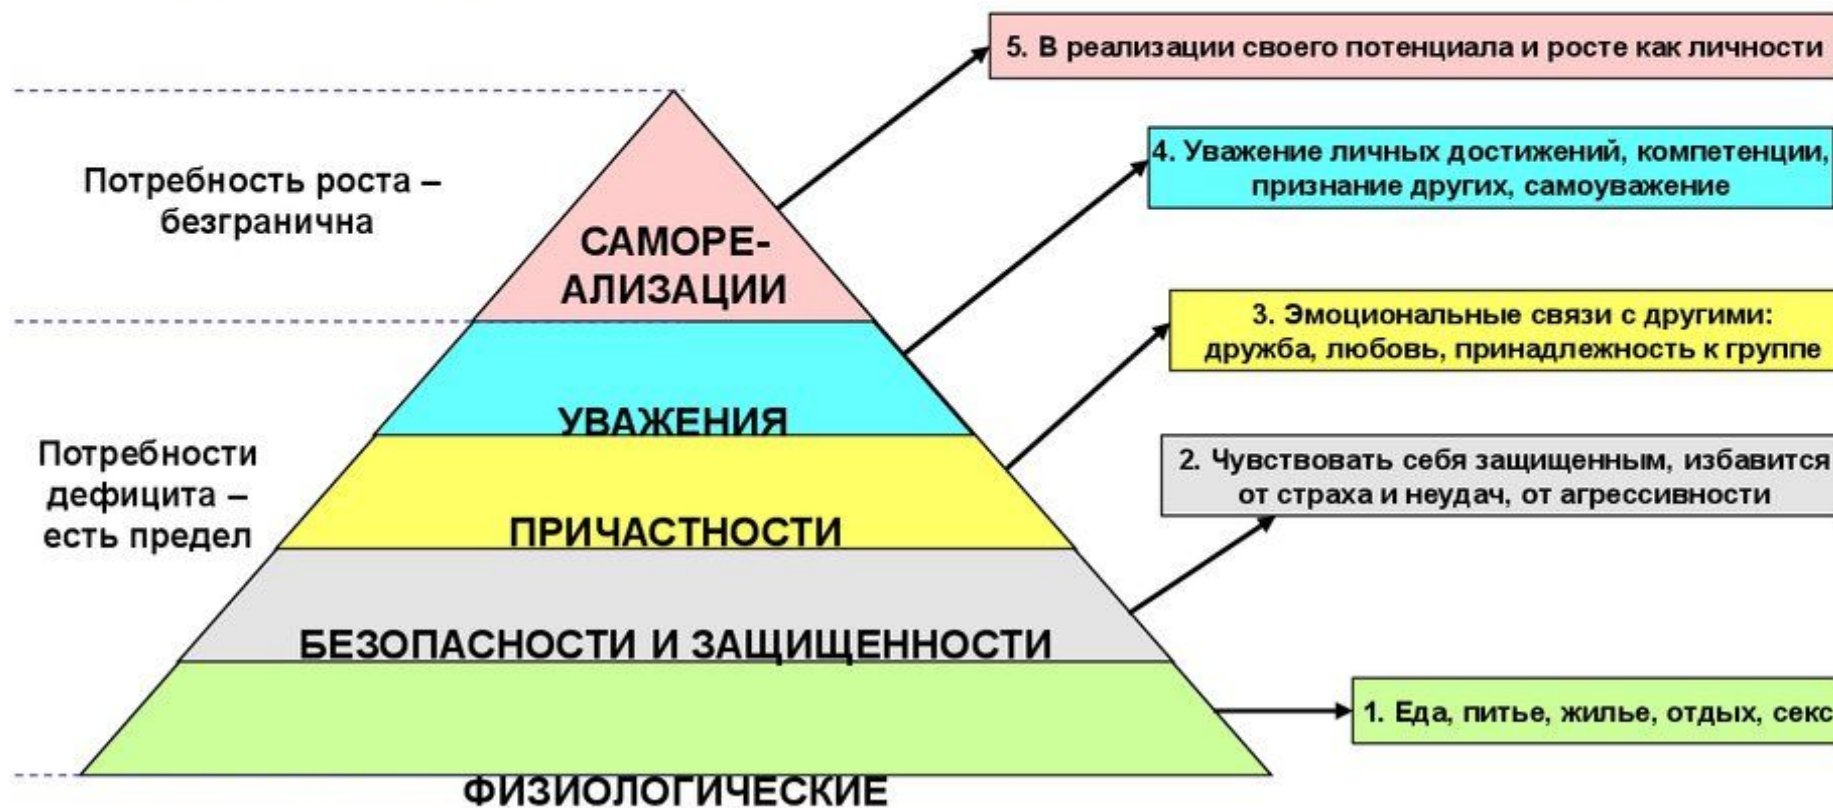 5. В реализации своего потенциала и росте как личности
4. Уважение личных достижений, компетенции,
признание других, самоуважение
Потребность роста –
безгранична
САМОРЕ-
АЛИЗАЦИИ
3. Эмоциональные связи с другими:
дружба, любовь, принадлежность к группе
УВАЖЕНИЯ
Потребности
дефицита –
есть предел
2. Чувствовать себя защищенным, избавится
от страха и неудач, от агрессивности
ПРИЧАСТНОСТИ
БЕЗОПАСНОСТИ И ЗАЩИЩЕННОСТИ
1. Еда, питье, жилье, отдых, секс
ФИЗИОЛОГИЧЕСКИЕ